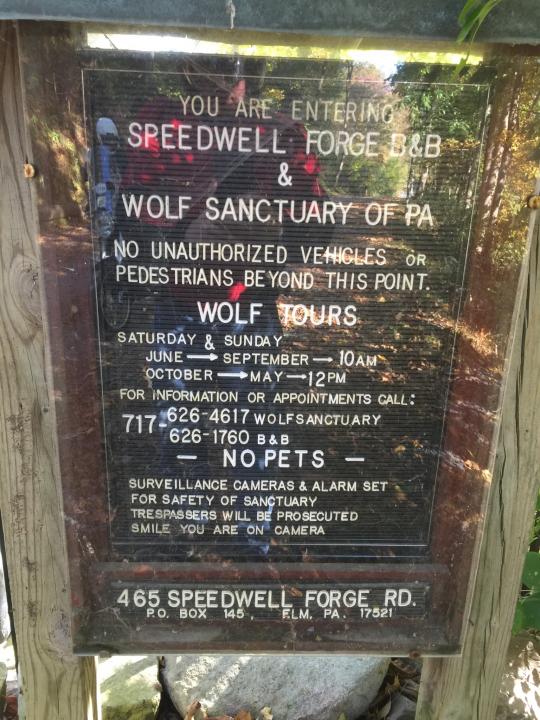 YOU ARE ENTERING
SPEEDWELL FORGE B&B
&
WOLF SANCTUARY OF PA
NO UNAUTHORIZED VEHICLES OR
PEDESTRIANS BEYOND THIS POINT.
WOLF TOURS
SATURDAY & SUNDAY
JUNE → SEPTEMBER → 10AM
OCTOBER → MAY → 12PM
FOR INFORMATION OR APPOINTMENTS CALL:
717-626-4617 WOLFSANCTUARY
626-1760 B&B
— NO PETS —
SURVEILLANCE CAMERAS & ALARM SET
FOR SAFETY OF SANCTUARY
TRESPASSERS WILL BE PROSECUTED
SMILE YOU ARE ON CAMERA
465 SPEEDWELL FORGE RD.
P.O. BOX 145, ELM, PA. 17521